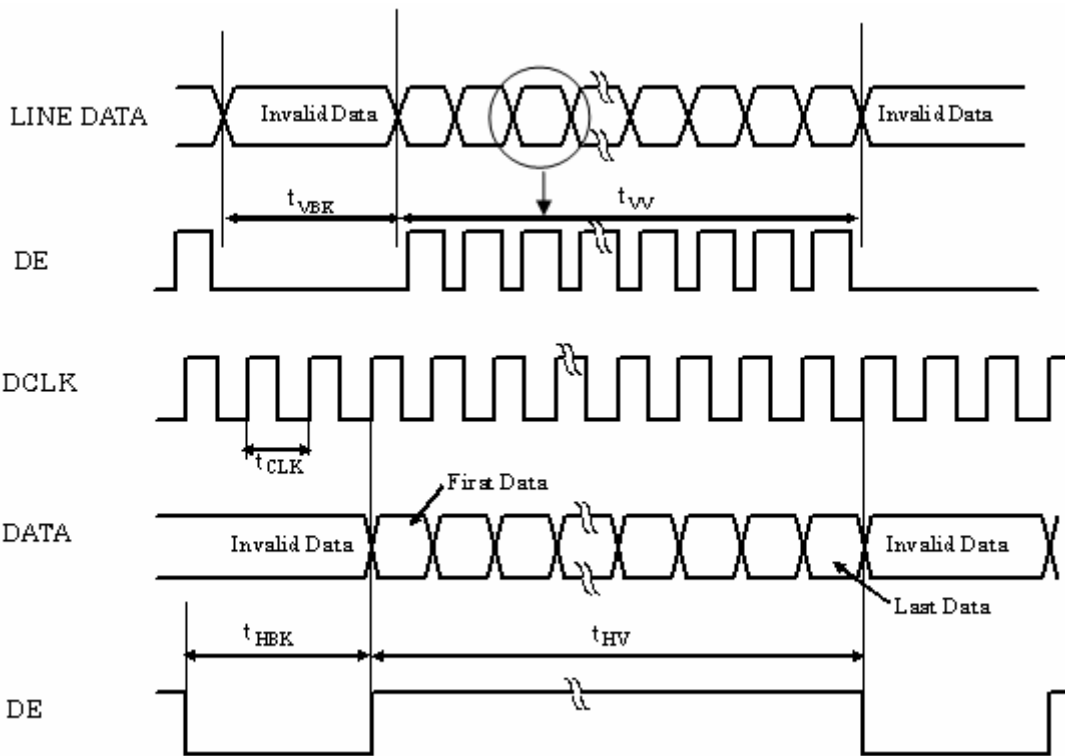 LINE DATA
Invalid Data
Invalid Data
tVBK
tVV
DE
DCLK
tCLK
First Data
DATA
Invalid Data
Invalid Data
Last Data
tHBK
tHV
DE